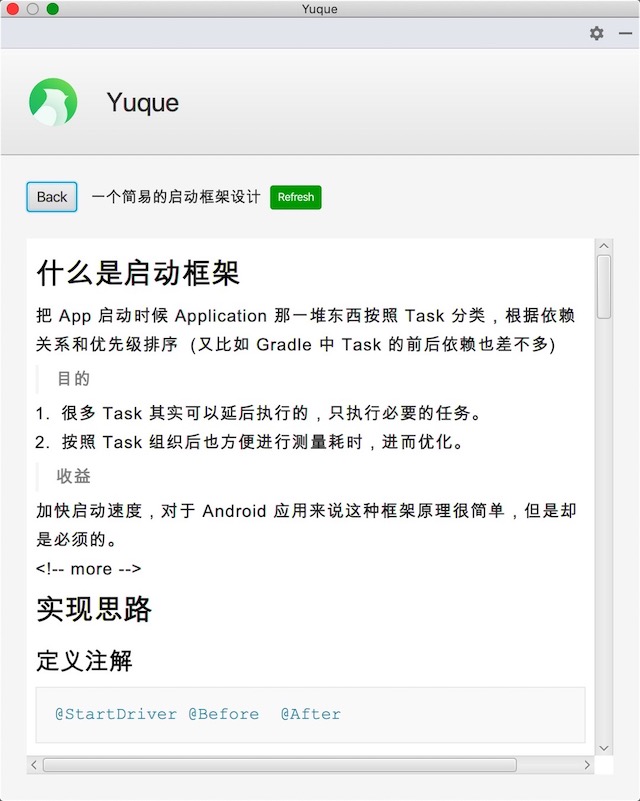 Yuque
Yuque
Back 一个简易的启动框架设计 Refresh
什么是启动框架
把 App 启动时候 Application 那一堆东西按照 Task 分类，根据依赖
关系和优先级排序（又比如 Gradle 中 Task 的前后依赖也差不多)
目的
1. 很多 Task 其实可以延后执行的，只执行必要的任务。
2. 按照 Task 组织后也方便进行测量耗时，进而优化。
收益
加快启动速度，对于 Android 应用来说这种框架原理很简单，但是却
是必须的。
<!-- more -->
实现思路
定义注解
@StartDriver @Before  @After